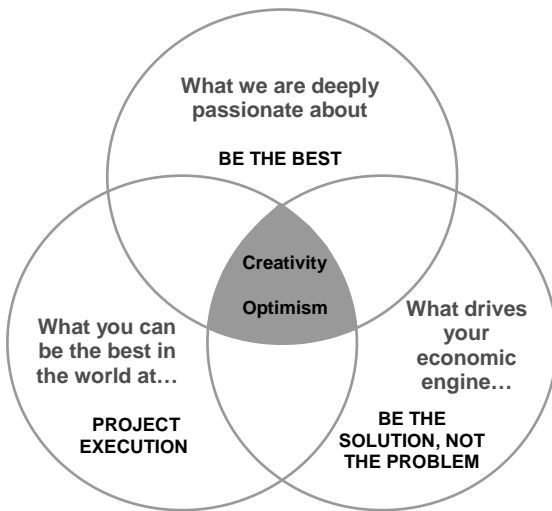 What we are deeply
passionate about
BE THE BEST
Creativity
Optimism
What you can
be the best in
the world at…
PROJECT
EXECUTION
What drives
your
economic
engine…
BE THE
SOLUTION, NOT
THE PROBLEM